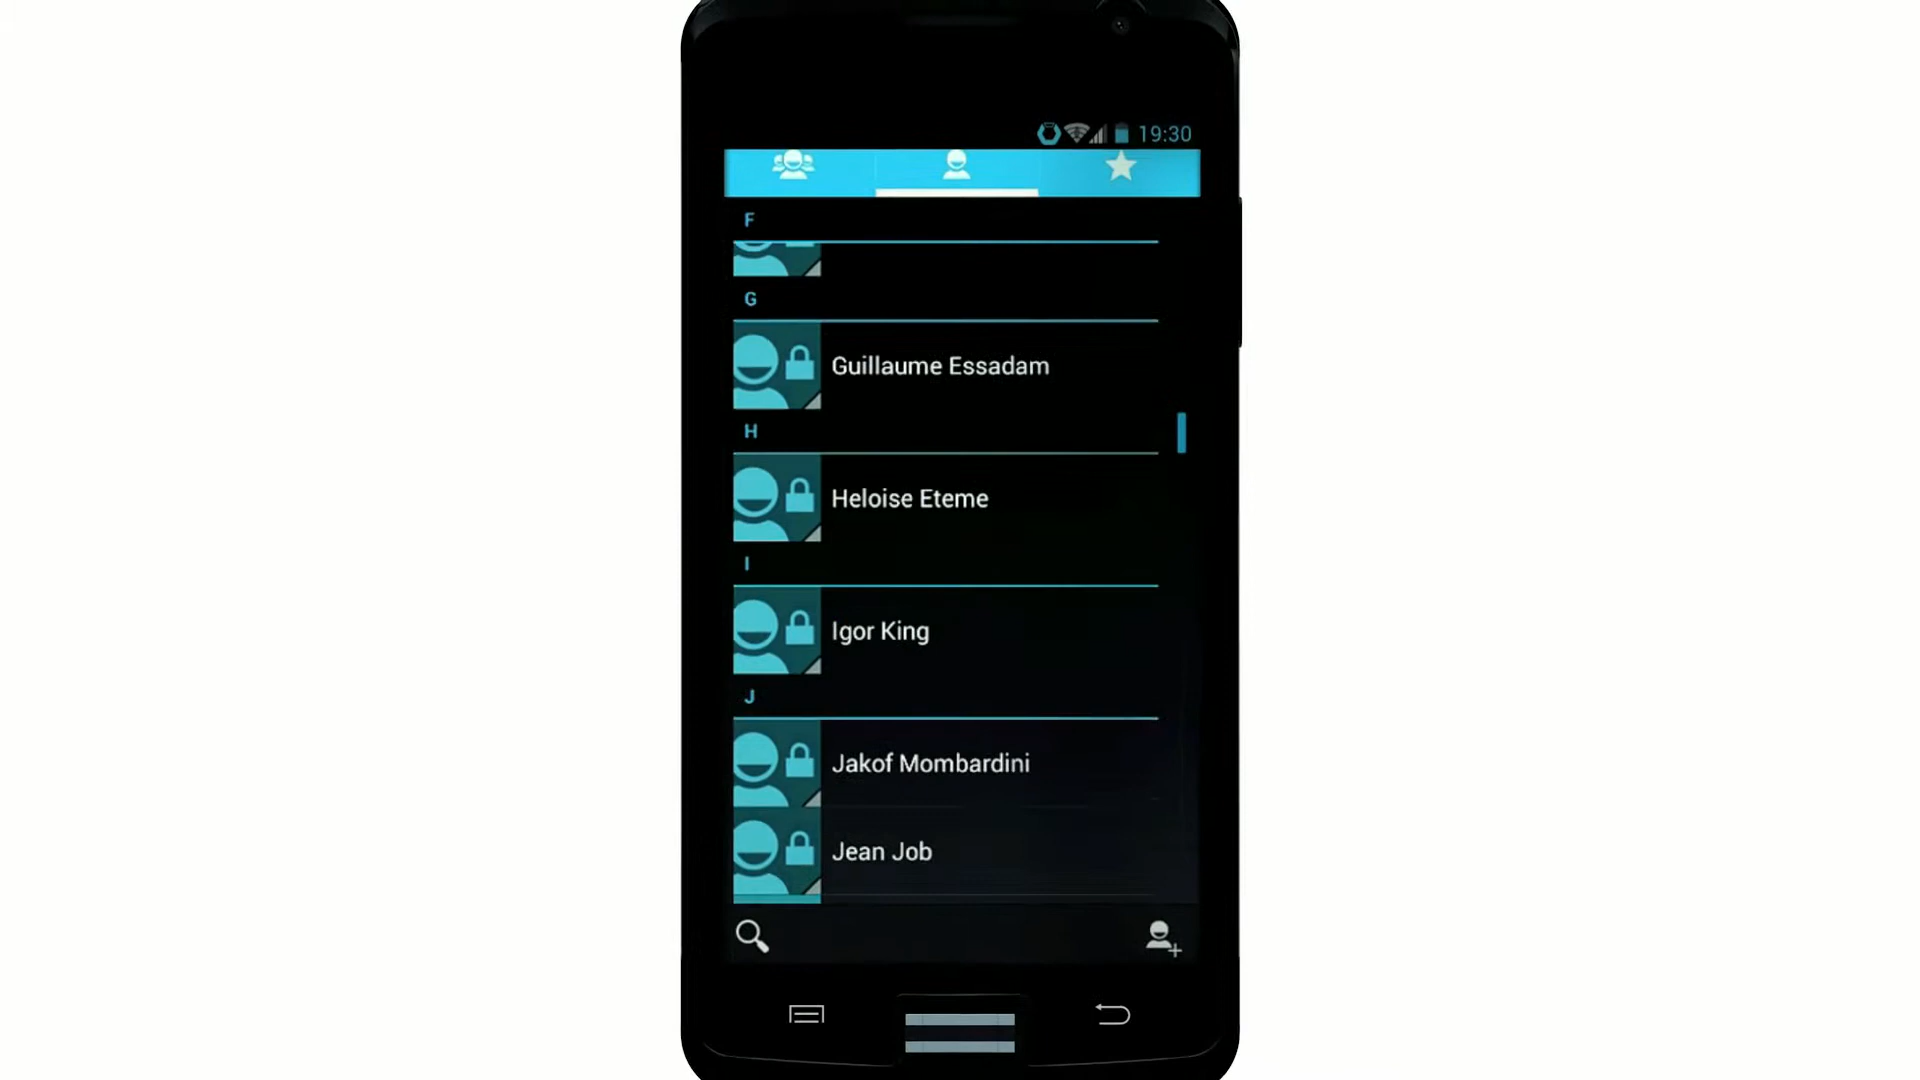 19:30
F
G
Guillaume Essadam
H
Heloise Eteme
I
Igor King
J
Jakof Mombardini
Jean Job